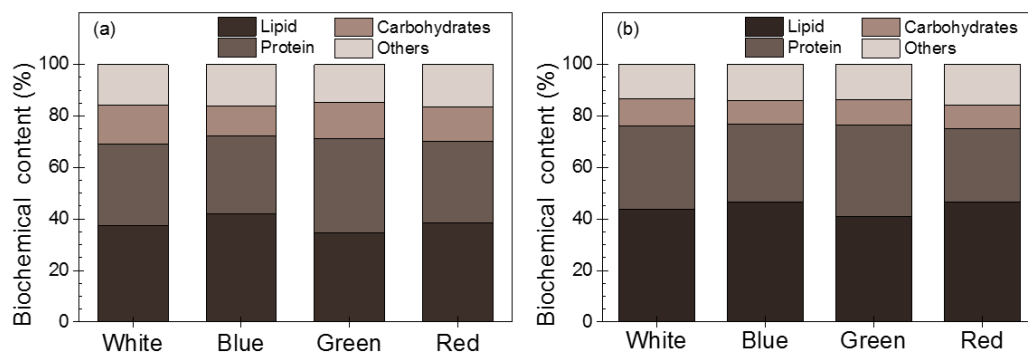 (a)
Lipid
Carbohydrates
Protein
Others
Biochemical content (%)
100
80
60
40
20
0
White Blue Green Red
(b)
Lipid
Carbohydrates
Protein
Others
Biochemical content (%)
100
80
60
40
20
0
White Blue Green Red